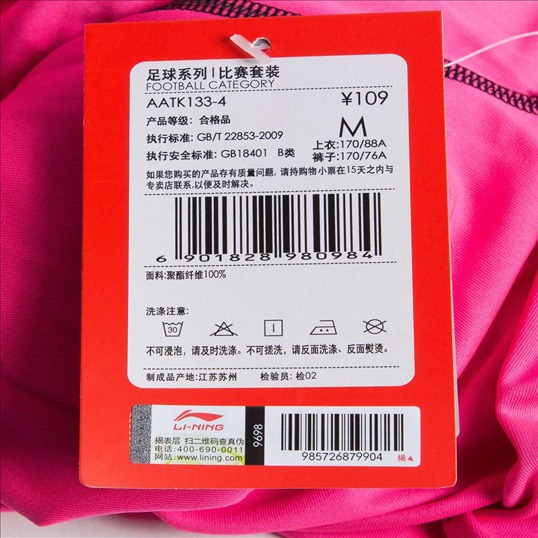 足球系列|比赛套装
FOOTBALL CATEGORY
AATK133-4 ¥109
产品等级: 合格品
执行标准: GB/T 22853-2009
执行安全标准: GB18401 B类
M
上衣:170/88A
裤子:170/76A
如果您购买的产品存有质量问题, 请持购物小票在15天之内与
专卖店联系,以便及时解决。
6 901828 980984
面料:聚酯纤维100%
洗涤注意:
30
不可浸泡, 请及时洗涤。不可搓洗, 请反面洗涤、反面熨烫。
制成品产地:江苏苏州 检验员: 检02
LI-NING
揭表层 扫二维码查真伪
电话: 400-690-0011
网站: www.lining.com
9698
985726879904
揭